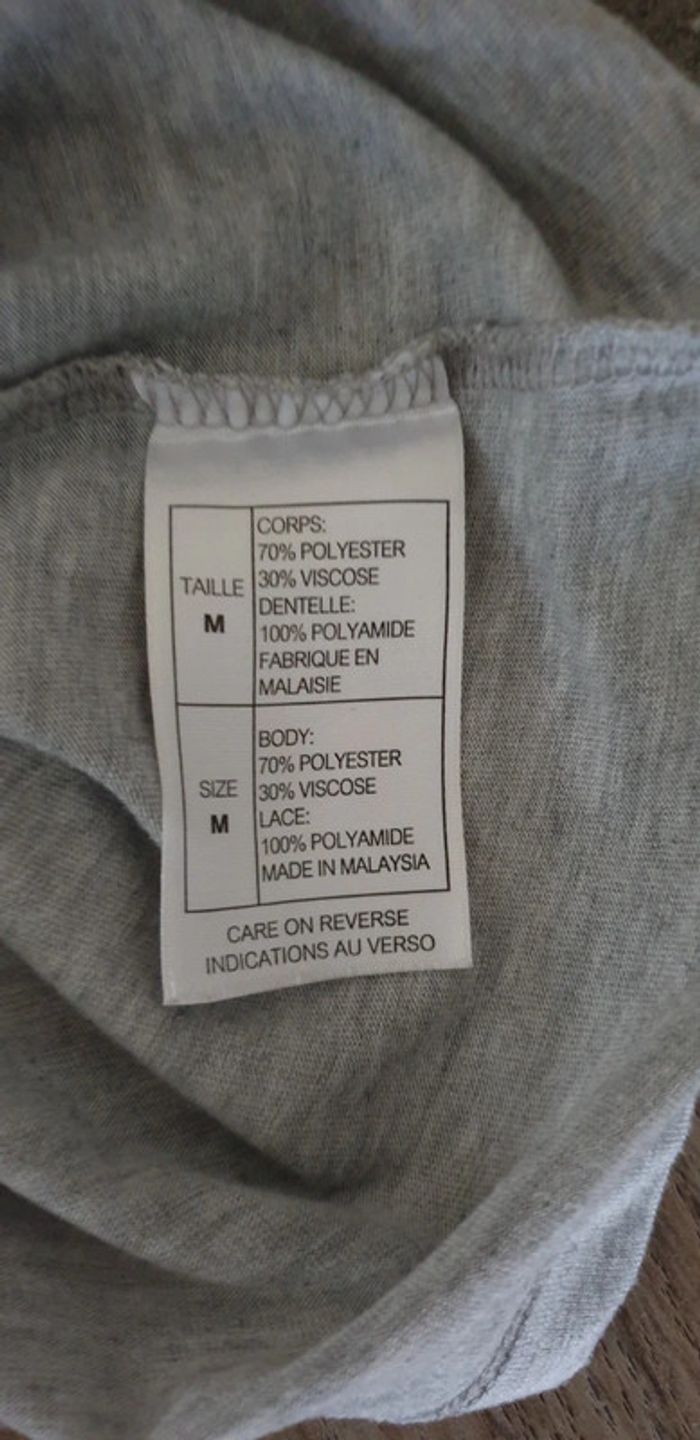 TAILLE
M
CORPS:
70% POLYESTER
30% VISCOSE
DENTELLE:
100% POLYAMIDE
FABRIQUE EN
MALAISIE
SIZE
M
BODY:
70% POLYESTER
30% VISCOSE
LACE:
100% POLYAMIDE
MADE IN MALAYSIA
CARE ON REVERSE
INDICATIONS AU VERSO